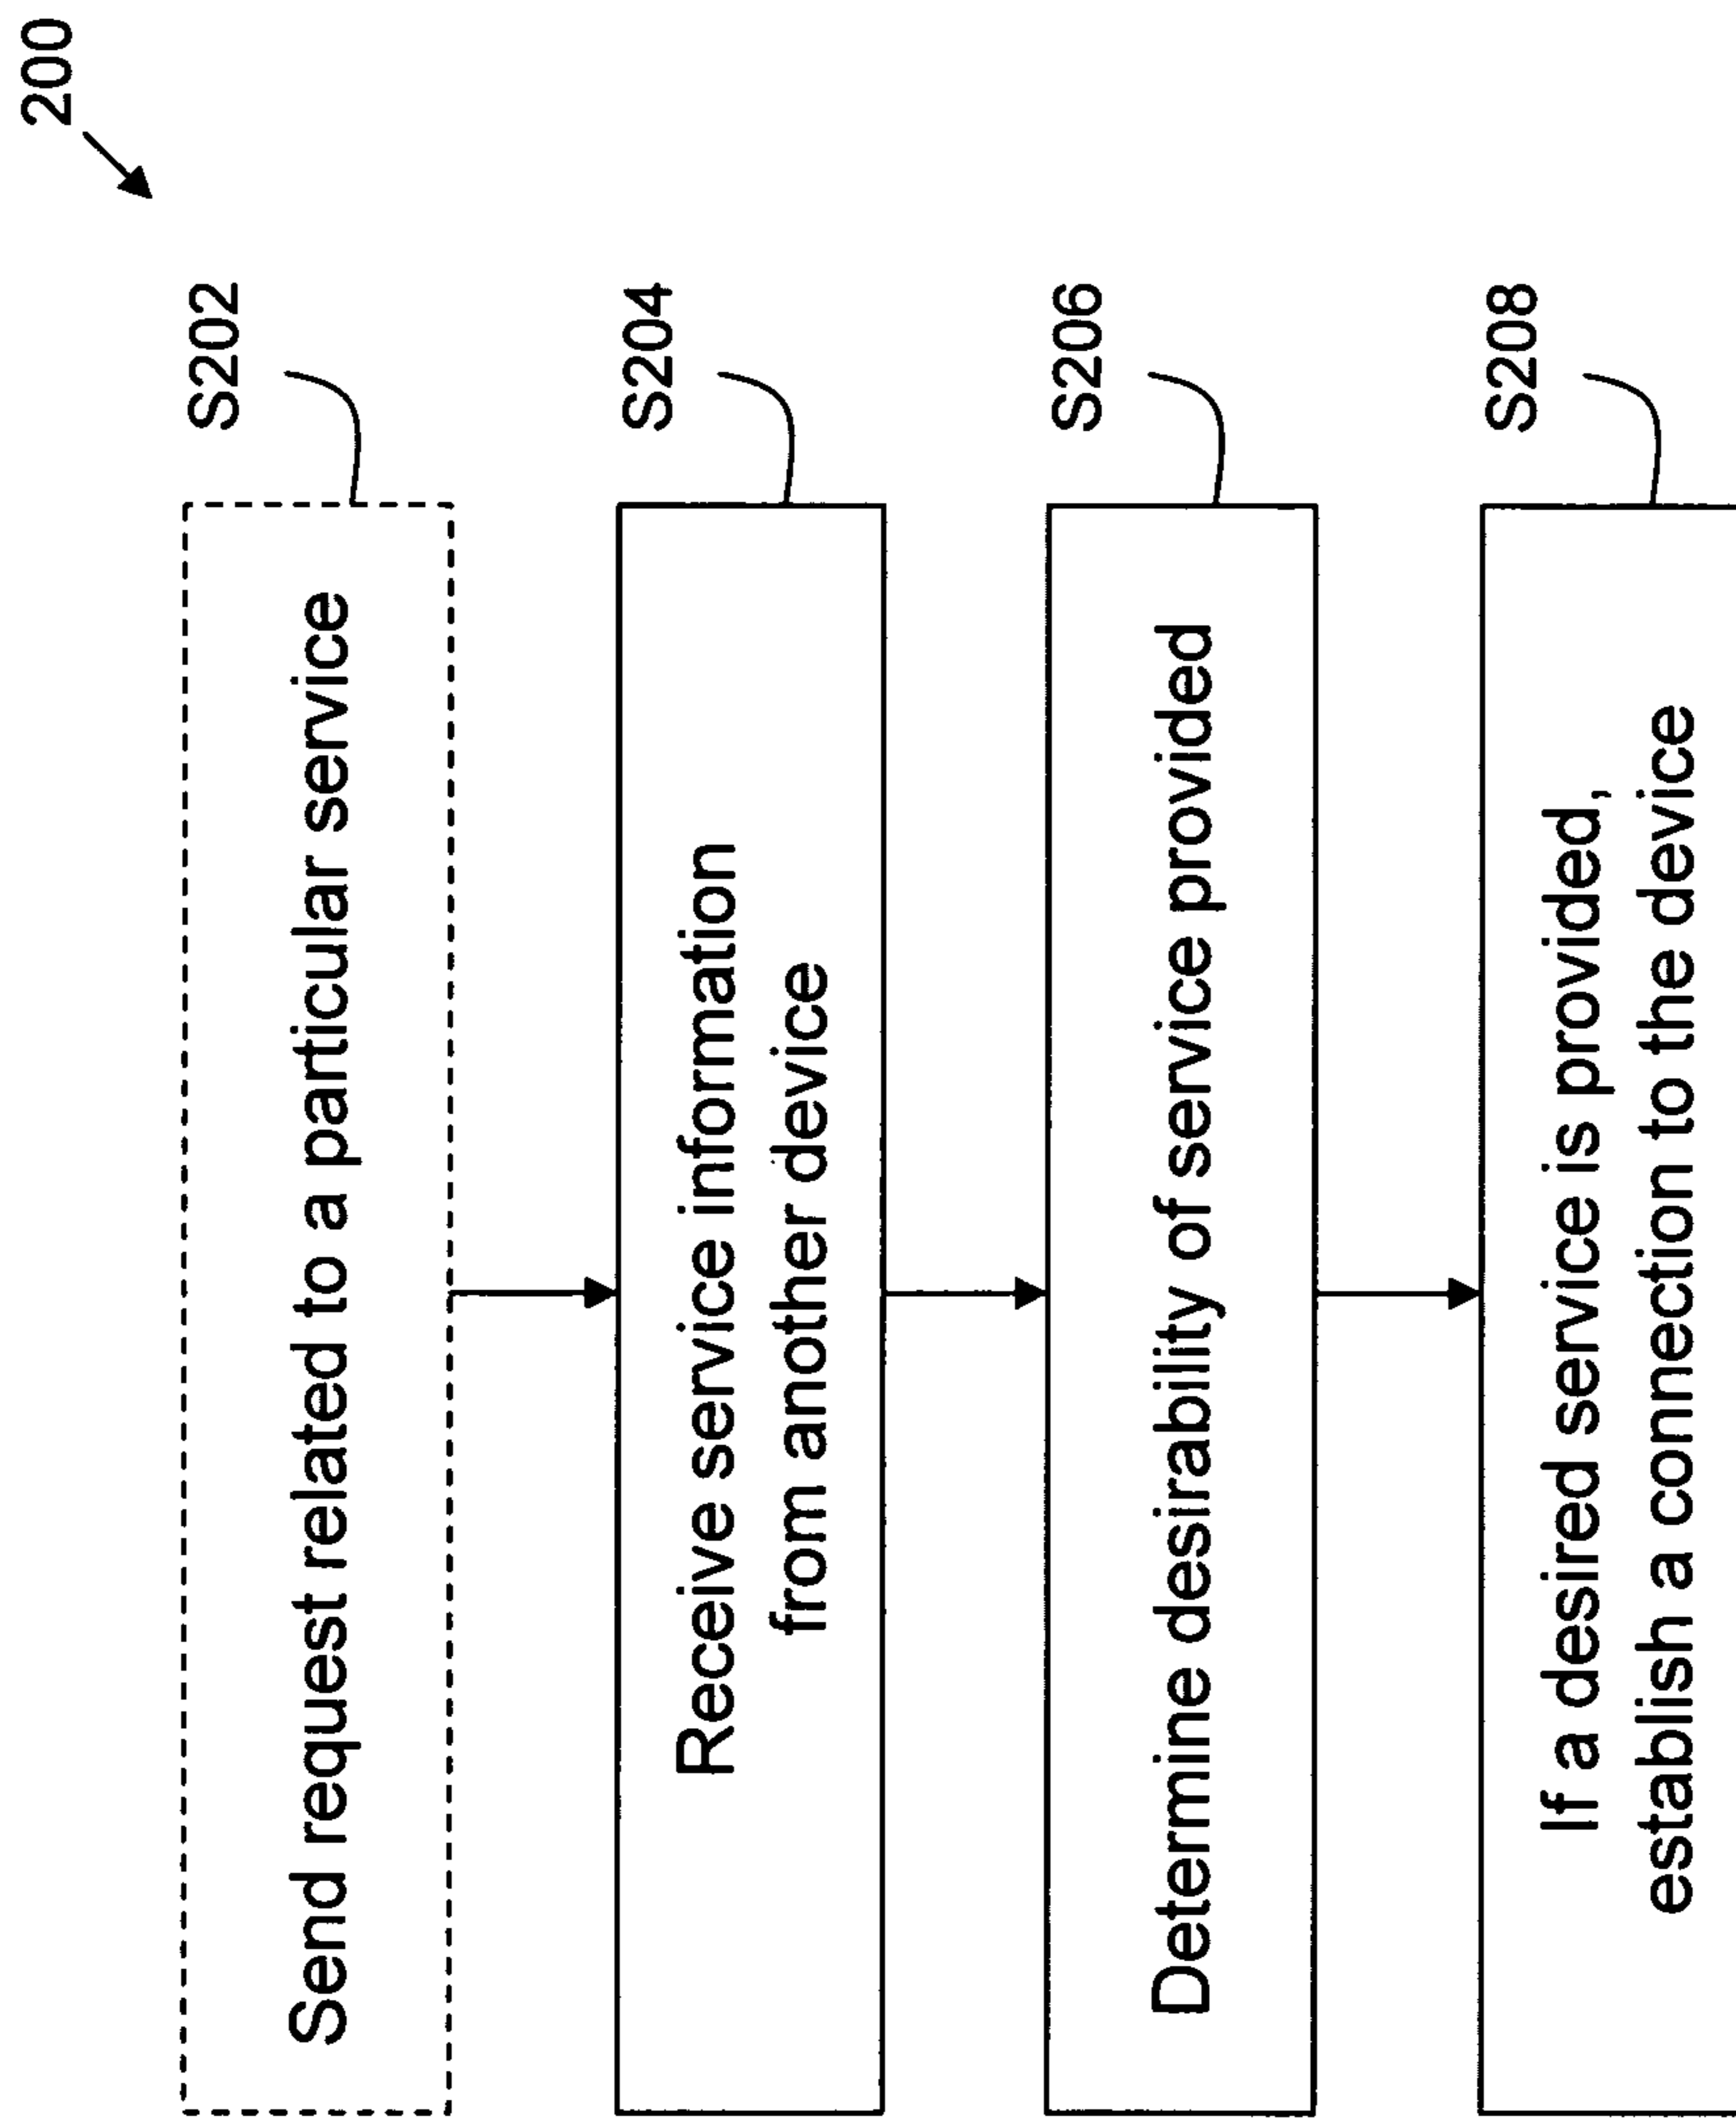 200
S202
Send request related to a particular service
S204
Receive service information
from another device
S206
Determine desirability of service provided
S208
If a desired service is provided,
establish a connection to the device